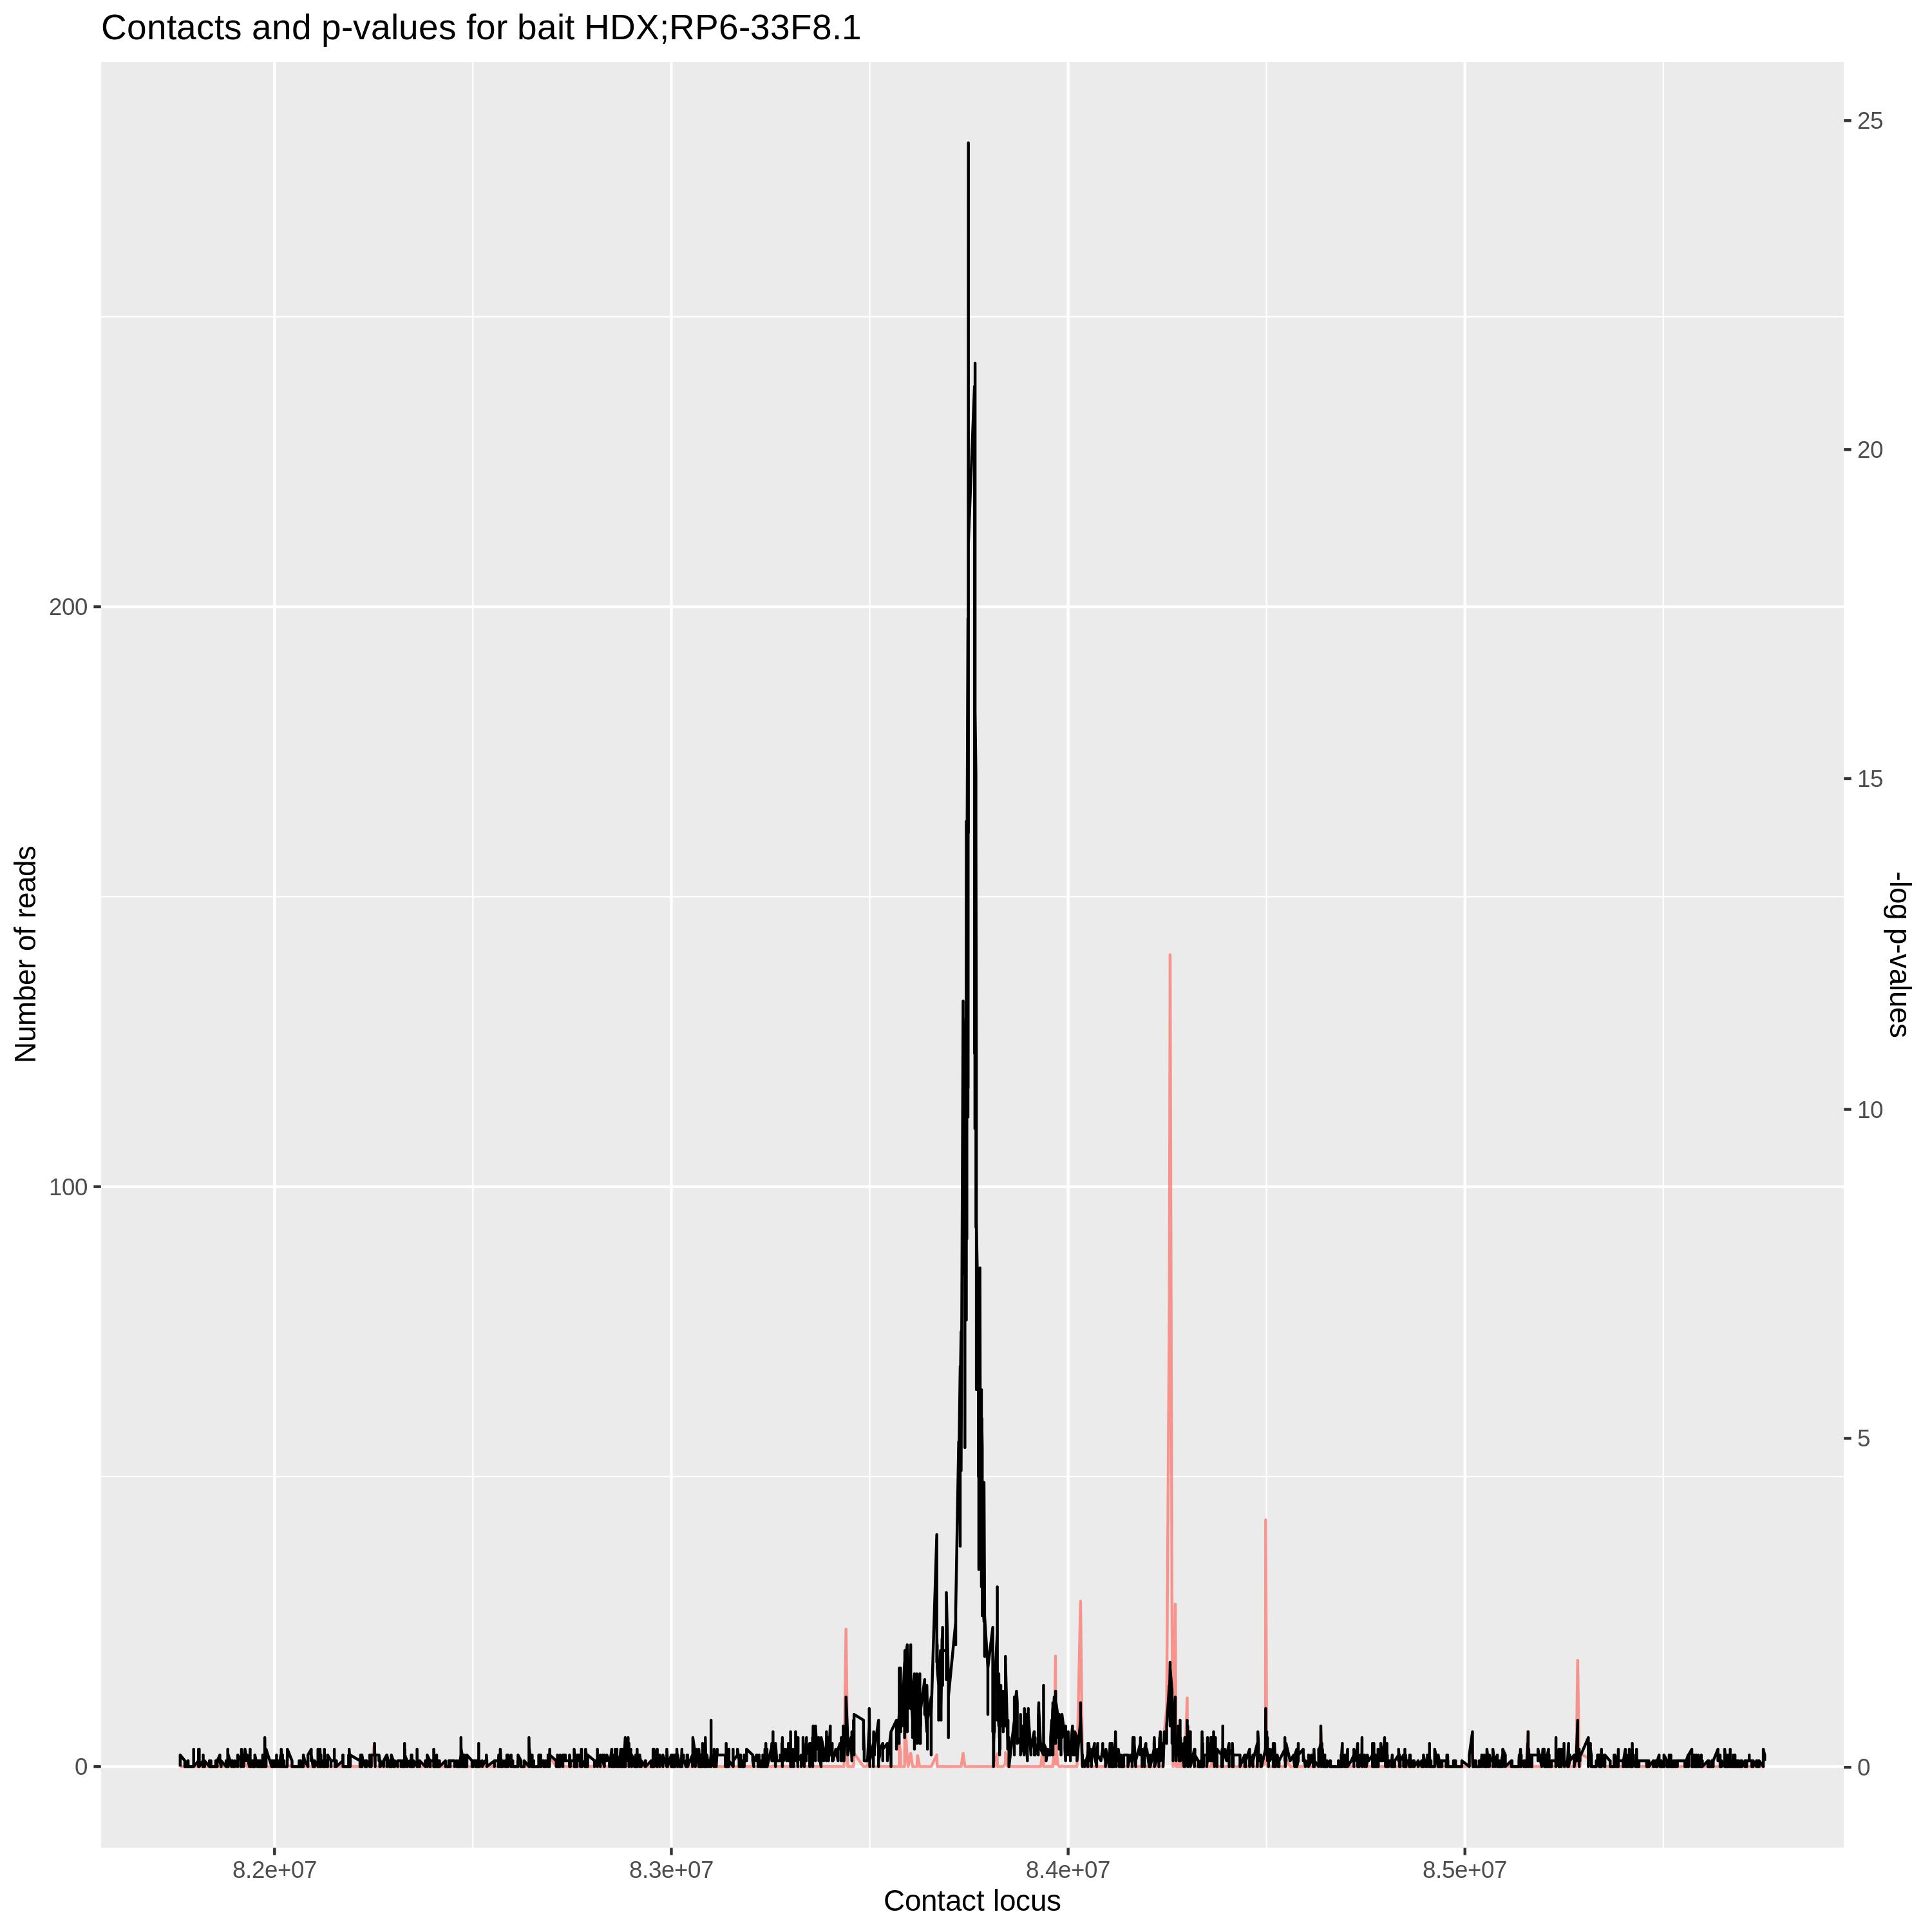 Contacts and p-values for bait HDX;RP6-33F8.1
Number of reads
200
100
0
25
20
15
10
5
0
-log p-values
8.2e+07
8.3e+07
8.4e+07
8.5e+07
Contact locus